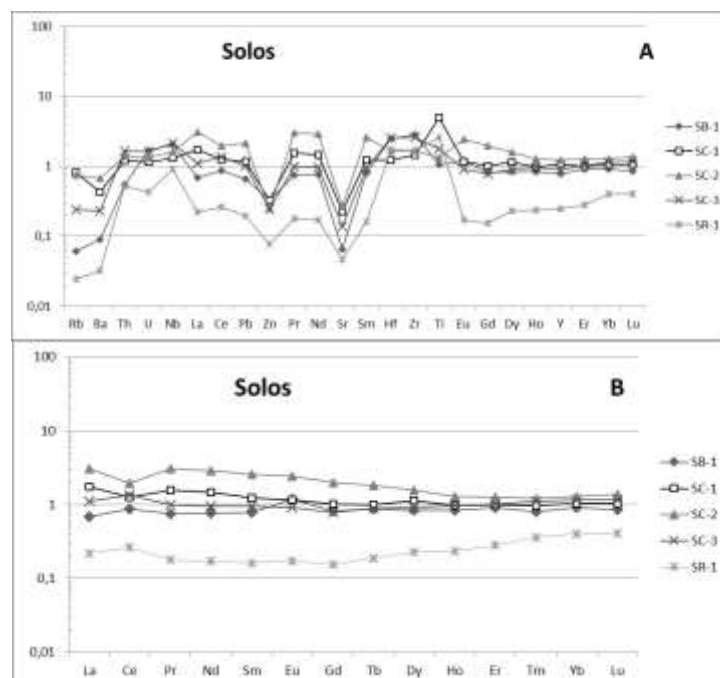 Solos A
100
10
1
0,1
0,01
Rb Ba Th U Nb La Ce Pb Zn Pr Nd Sr Sm Hf Zr Ti Eu Gd Dy Ho Y Er Yb Lu
SB-1
SC-1
SC-2
SC-3
SR-1
Solos B
100
10
1
0,1
0,01
La Ce Pr Nd Sm Eu Gd Tb Dy Ho Er Tm Yb Lu
SB-1
SC-1
SC-2
SC-3
SR-1